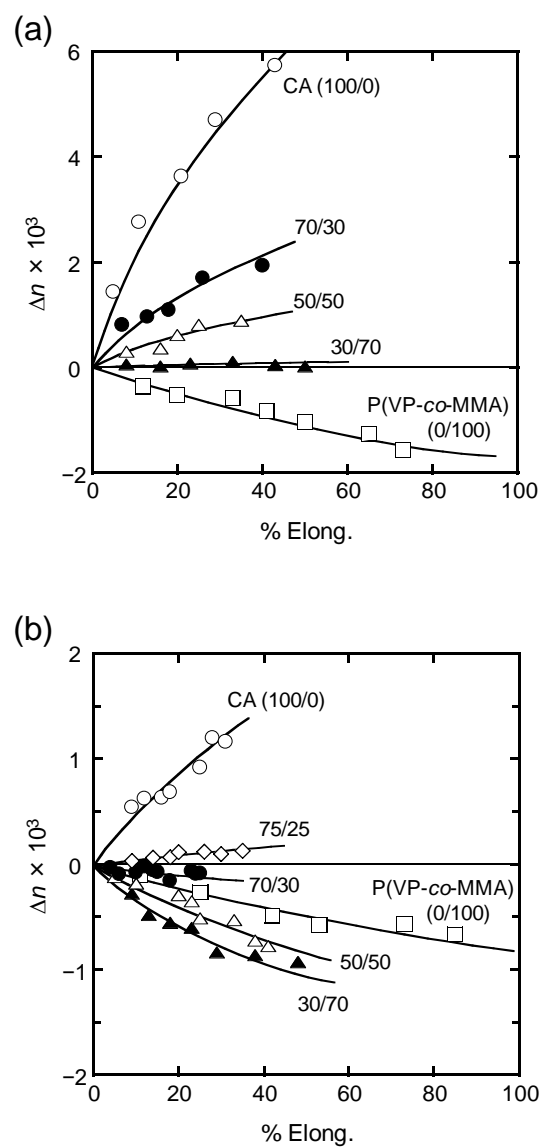 (a)
6
4
2
0
−2
Δn × 10³
CA (100/0)
70/30
50/50
30/70
P(VP-co-MMA)
(0/100)
0 20 40 60 80 100
% Elong.
(b)
2
1
0
−1
−2
Δn × 10³
CA (100/0)
75/25
70/30
P(VP-co-MMA)
(0/100)
50/50
30/70
0 20 40 60 80 100
% Elong.